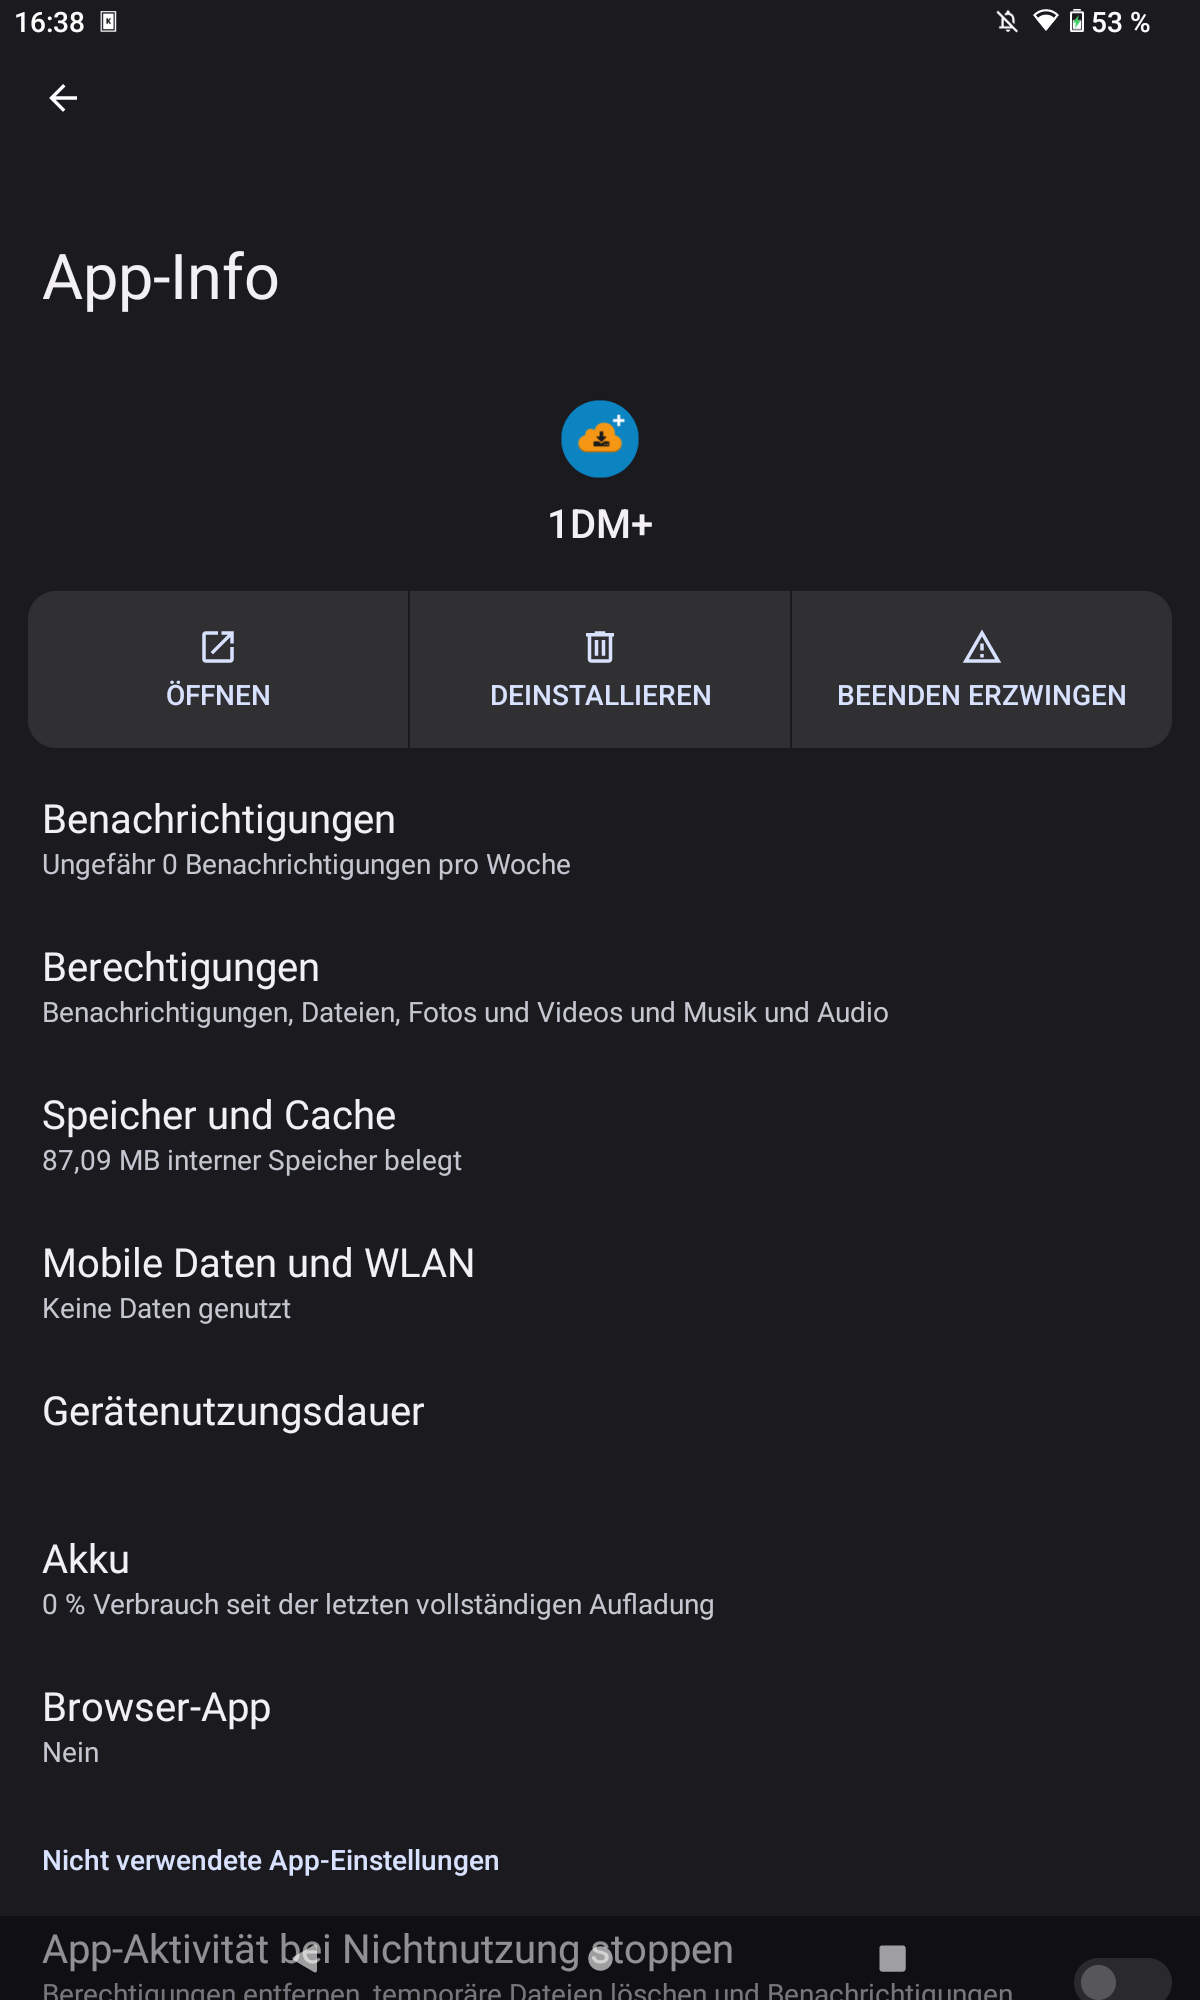 16:38
53 %
App-Info
1DM+
ÖFFNEN
DEINSTALLIEREN
BEENDEN ERZWINGEN
Benachrichtigungen
Ungefähr 0 Benachrichtigungen pro Woche
Berechtigungen
Benachrichtigungen, Dateien, Fotos und Videos und Musik und Audio
Speicher und Cache
87,09 MB interner Speicher belegt
Mobile Daten und WLAN
Keine Daten genutzt
Gerätenutzungsdauer
Akku
0 % Verbrauch seit der letzten vollständigen Aufladung
Browser-App
Nein
Nicht verwendete App-Einstellungen
App-Aktivität bei Nichtnutzung stoppen
Berechtigungen entfernen, temporäre Dateien löschen und Benachrichtigungen